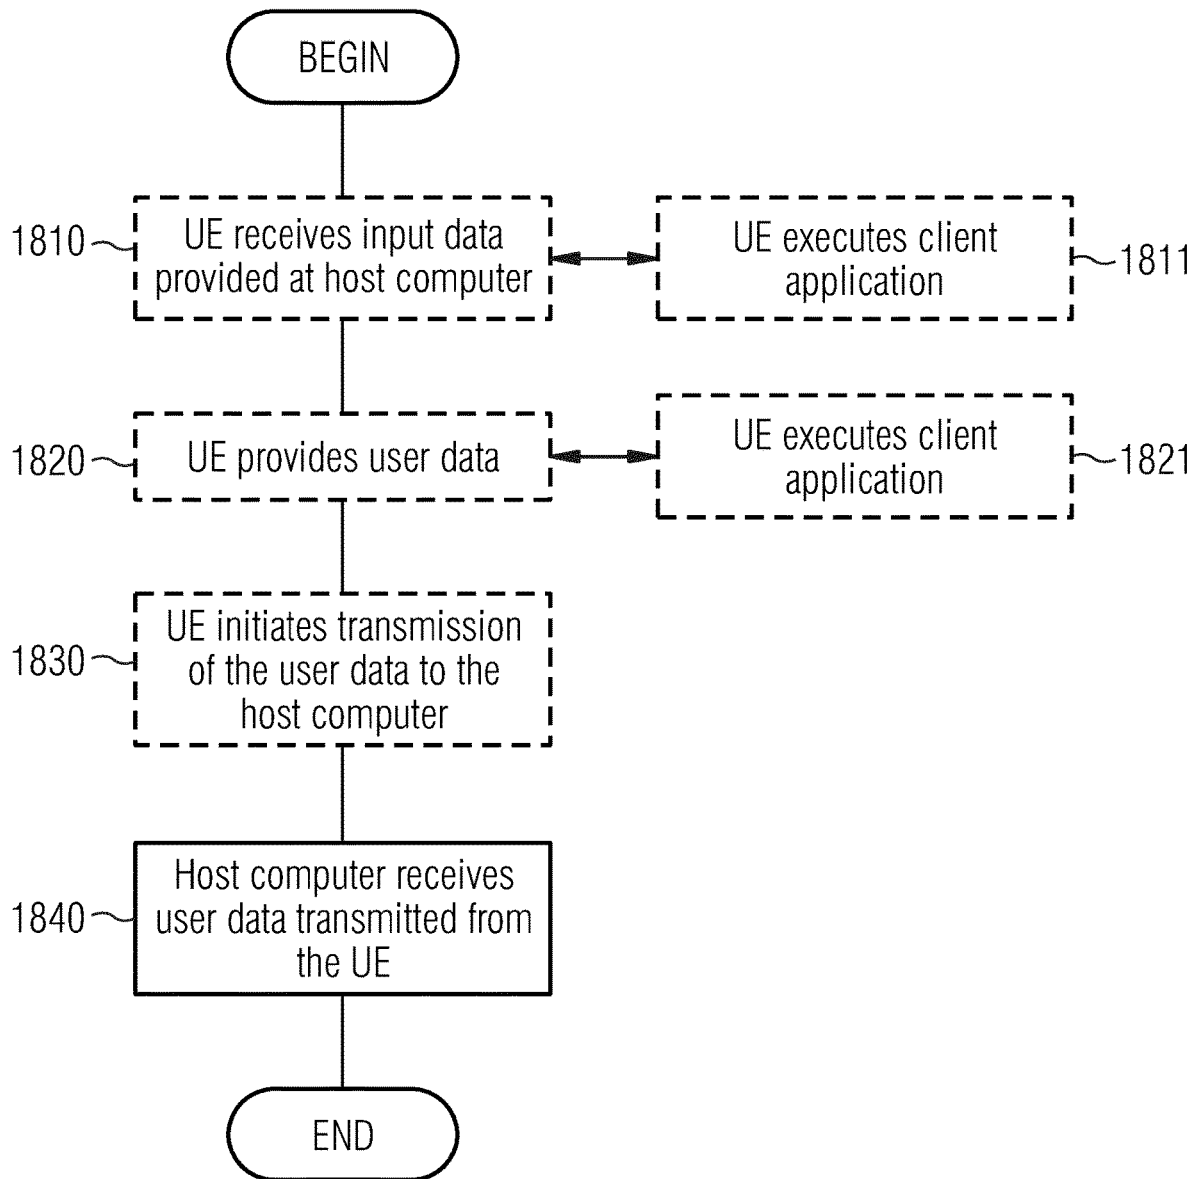 BEGIN
1810
UE receives input data
provided at host computer
UE executes client
application
1811
1820
UE provides user data
UE executes client
application
1821
1830
UE initiates transmission
of the user data to the
host computer
1840
Host computer receives
user data transmitted from
the UE
END